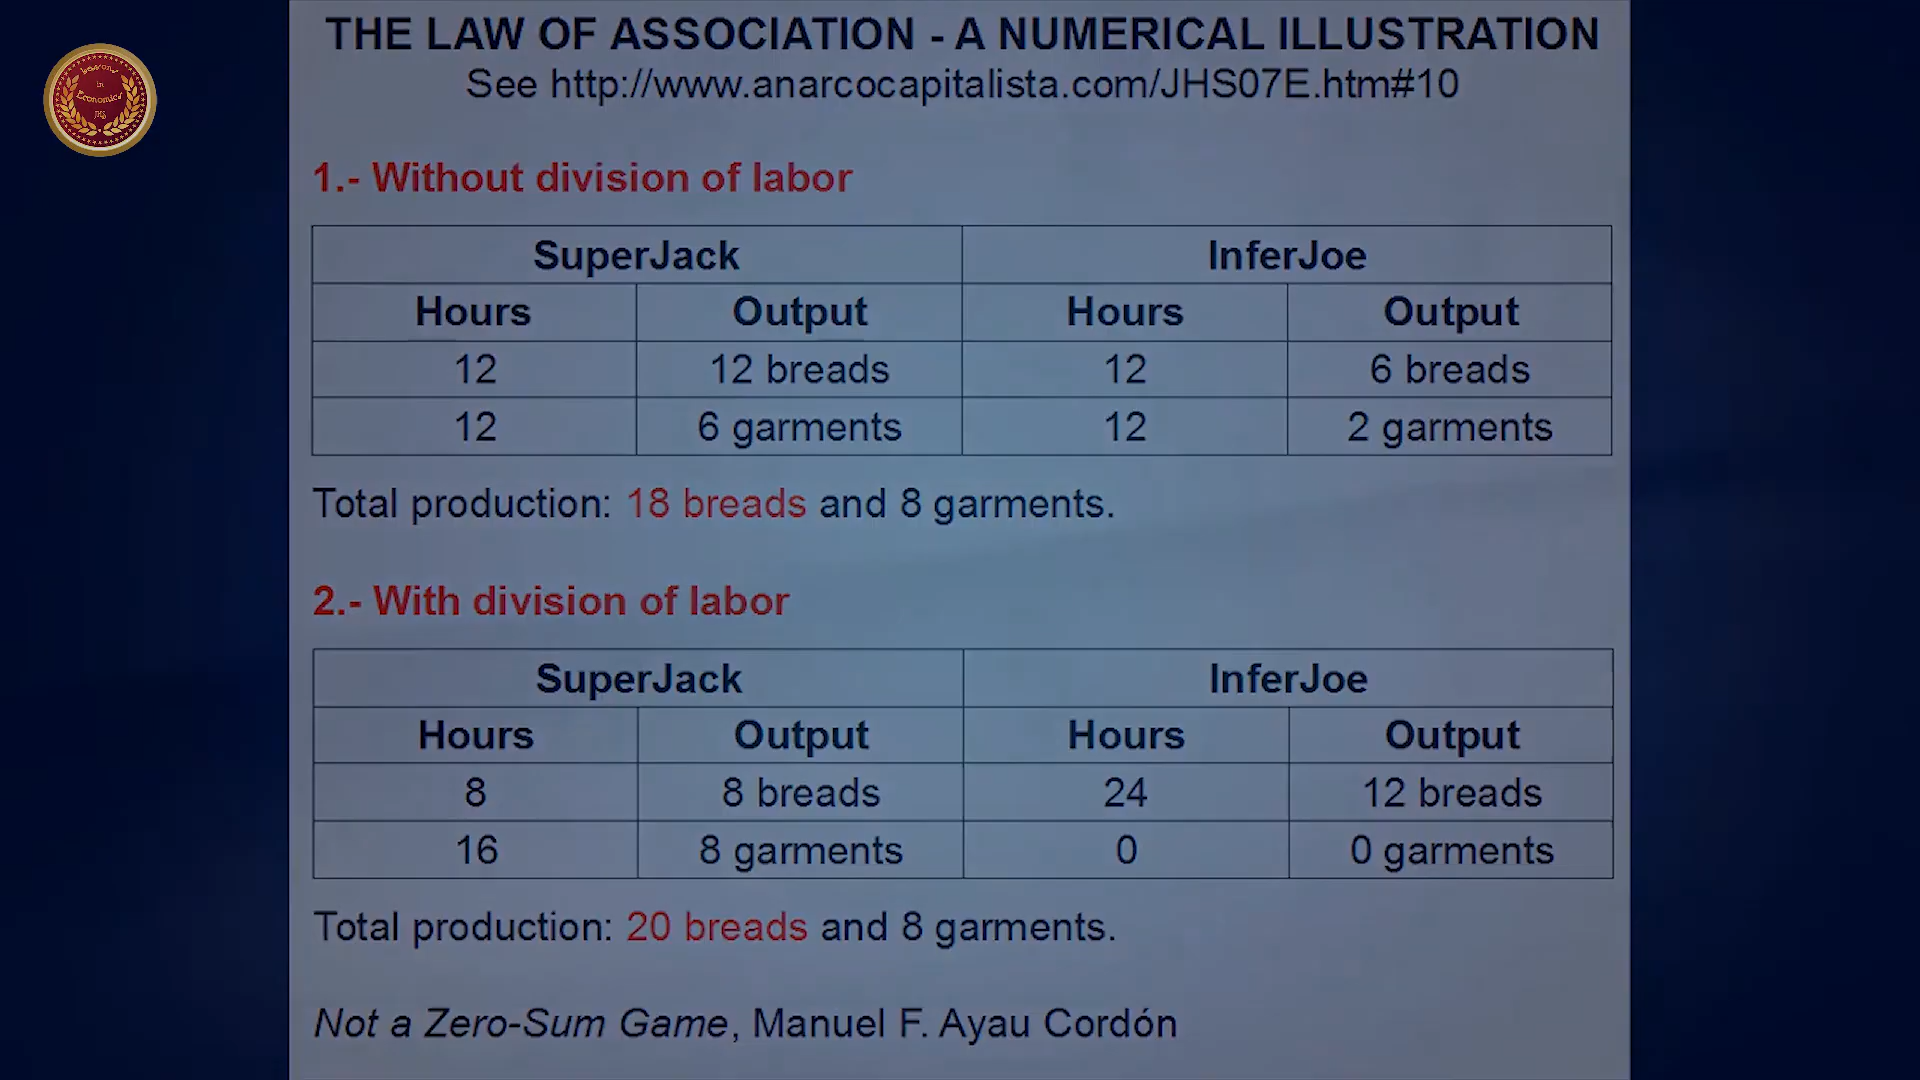 THE LAW OF ASSOCIATION - A NUMERICAL ILLUSTRATION
See http://www.anarcocapitalista.com/JHS07E.htm#10
Lessons
in
Economics
1.- Without division of labor
SuperJack InferJoe
Hours Output Hours Output
12 12 breads 12 6 breads
12 6 garments 12 2 garments
Total production: 18 breads and 8 garments.
2.- With division of labor
SuperJack InferJoe
Hours Output Hours Output
8 8 breads 24 12 breads
16 8 garments 0 0 garments
Total production: 20 breads and 8 garments.
Not a Zero-Sum Game, Manuel F. Ayau Cordón